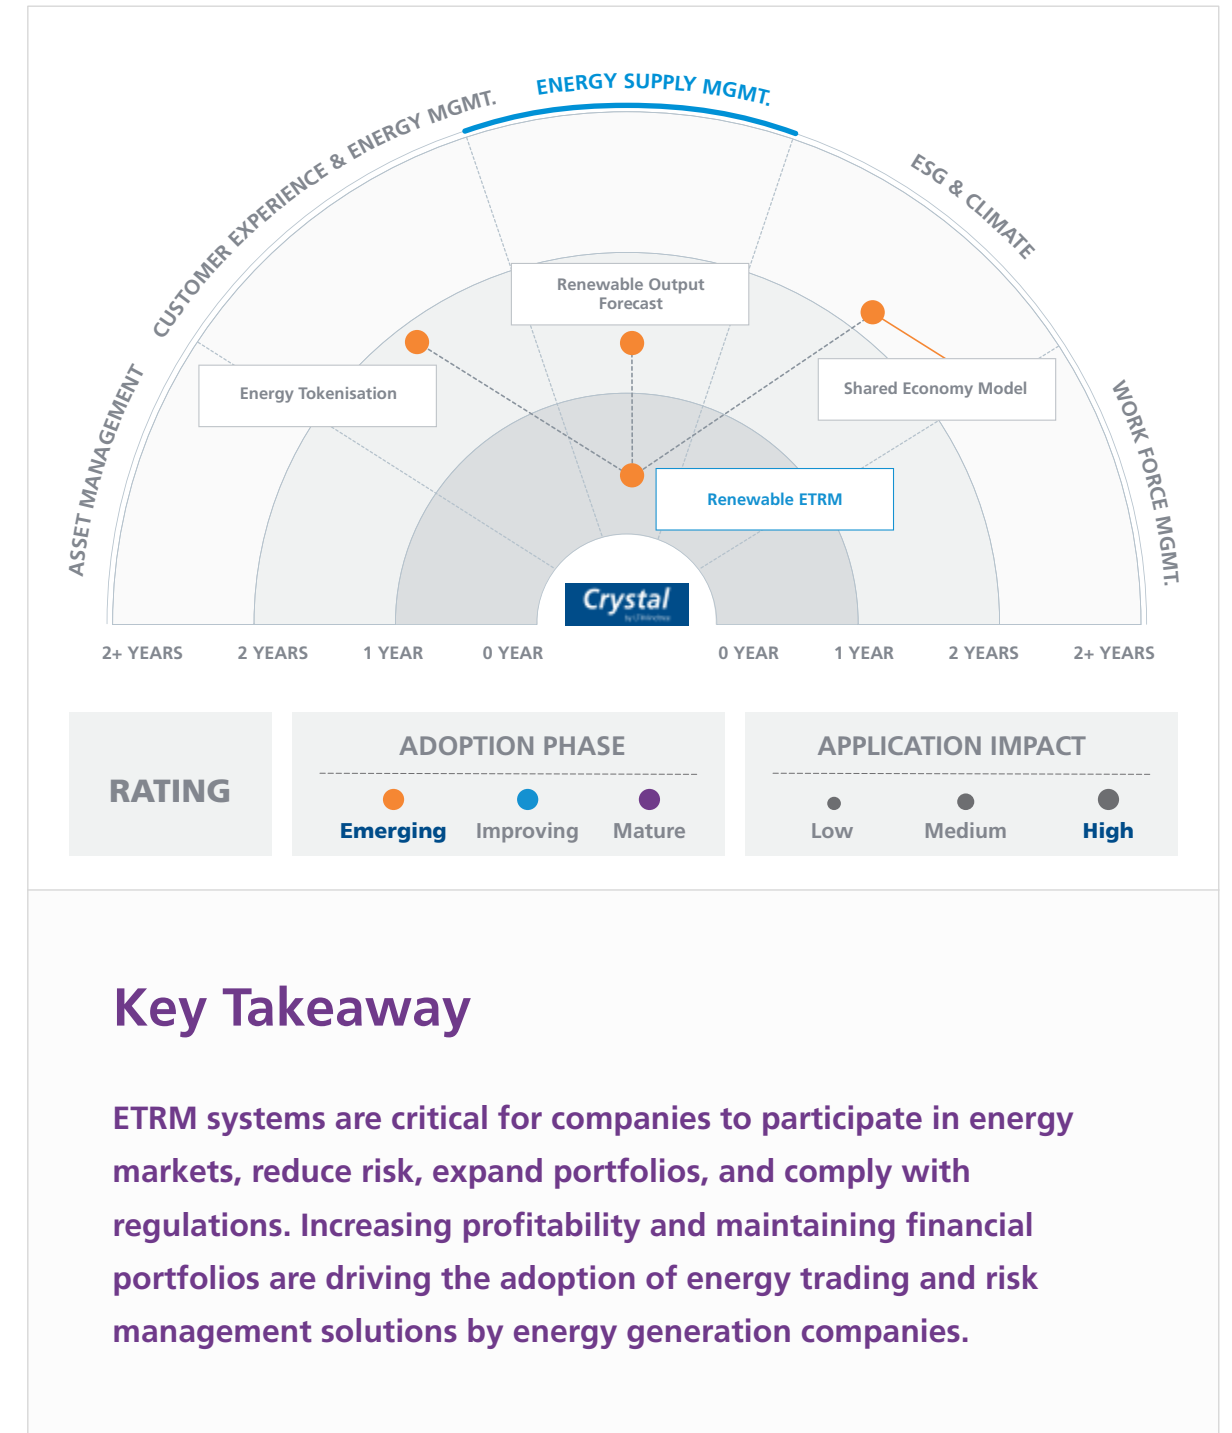 ENERGY SUPPLY MGMT.
CUSTOMER EXPERIENCE & ENERGY MGMT.
ESG & CLIMATE
ASSET MANAGEMENT
WORK FORCE MGMT.
Renewable Output
Forecast
Energy Tokenisation
Shared Economy Model
Renewable ETRM
Crystal
2+ YEARS
2 YEARS
1 YEAR
0 YEAR
0 YEAR
1 YEAR
2 YEARS
2+ YEARS
RATING
ADOPTION PHASE
Emerging
Improving
Mature
APPLICATION IMPACT
Low
Medium
High
Key Takeaway
ETRM systems are critical for companies to participate in energy
markets, reduce risk, expand portfolios, and comply with
regulations. Increasing profitability and maintaining financial
portfolios are driving the adoption of energy trading and risk
management solutions by energy generation companies.